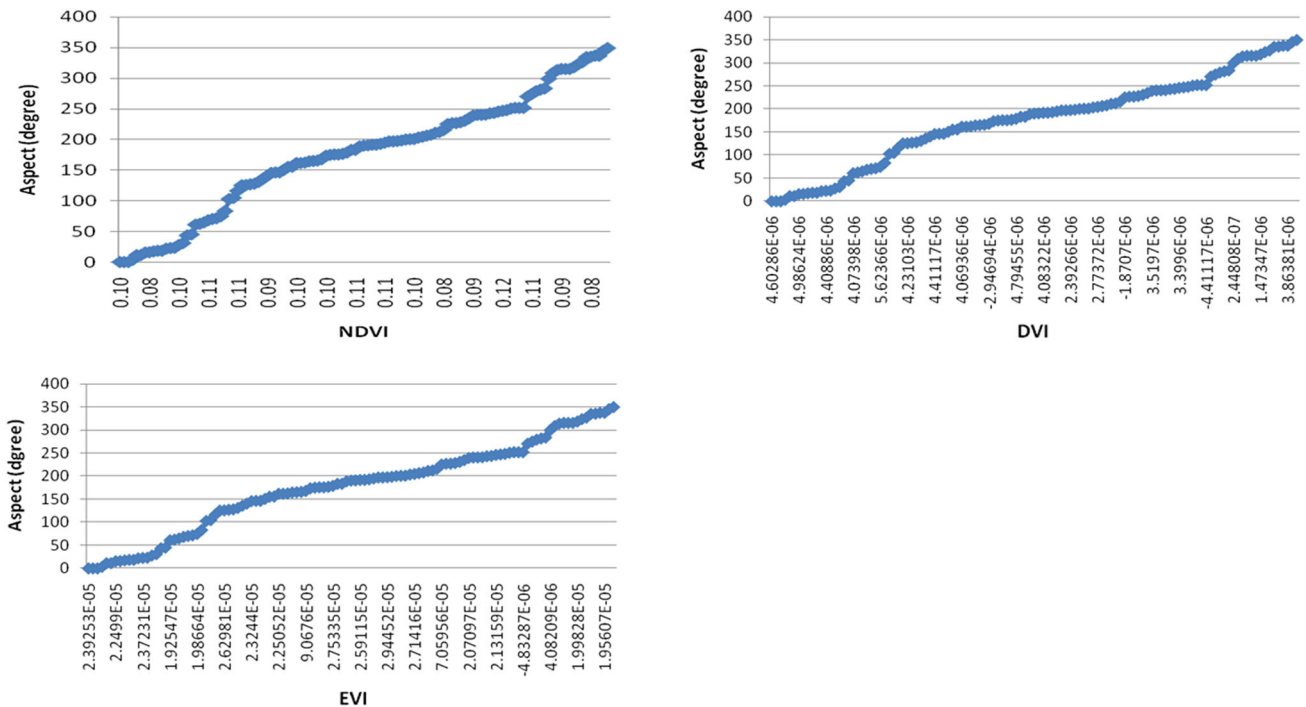 400
350
300
250
200
150
100
50
0
Aspect (degree)
0.10
0.08
0.10
0.11
0.11
0.09
0.10
0.10
0.11
0.11
0.10
0.08
0.09
0.12
0.11
0.09
0.08
NDVI
400
350
300
250
200
150
100
50
0
Aspect (degree)
4.60286E-06
4.98624E-06
4.40886E-06
4.07398E-06
5.62366E-06
4.23103E-06
4.41117E-06
4.06936E-06
-2.94694E-06
4.79455E-06
4.08322E-06
2.39266E-06
2.77372E-06
-1.8707E-06
3.5197E-06
3.3996E-06
-4.41117E-06
2.44808E-07
1.47347E-06
3.86381E-06
DVI
400
350
300
250
200
150
100
50
0
Aspect (dgree)
2.39253E-05
2.2499E-05
2.37231E-05
1.92547E-05
1.98664E-05
2.62981E-05
2.3244E-05
2.25052E-05
9.0676E-05
2.75335E-05
2.59115E-05
2.94452E-05
2.71416E-05
7.05956E-05
2.07097E-05
2.13159E-05
-4.83287E-06
4.08209E-06
1.99828E-05
1.95607E-05
EVI